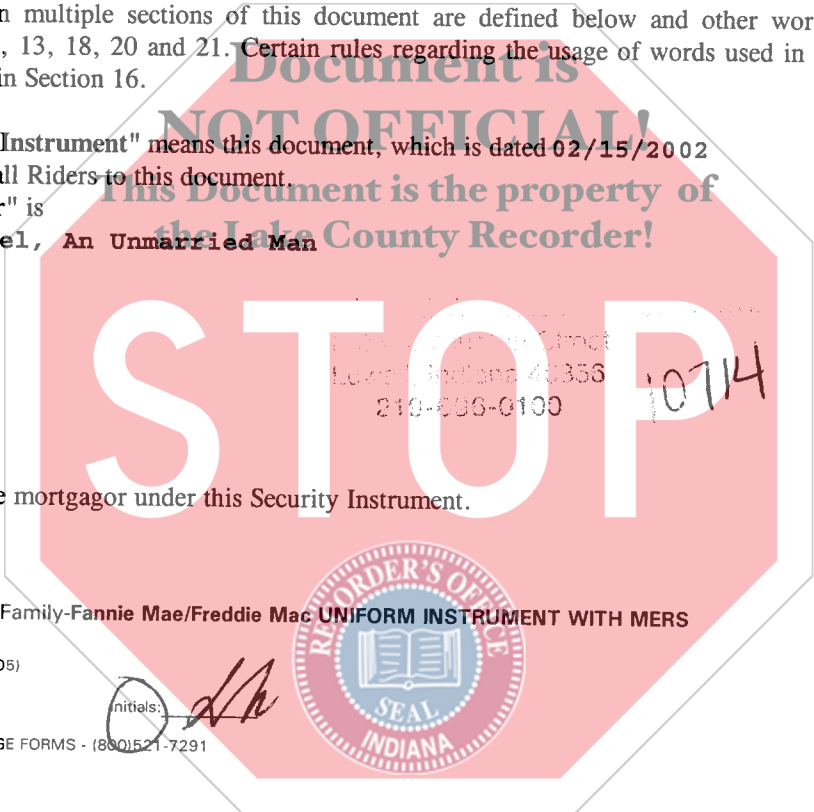 n multiple sections of this document are defined below and other wor
, 13, 18, 20 and 21. Certain rules regarding the usage of words used in
in Section 16.
Document is
NOT OFFICIAL!
This Document is the property of
the Lake County Recorder!
Instrument" means this document, which is dated 02/15/2002
all Riders to this document.
r" is
el, An Unmarried Man
STOP
Indiana 46356
0100
10714
e mortgagor under this Security Instrument.
RECORDER'S OFFICE
SEAL
INDIANA
Family-Fannie Mae/Freddie Mac UNIFORM INSTRUMENT WITH MERS
05)
nitials:
GE FORMS - (800)521-7291